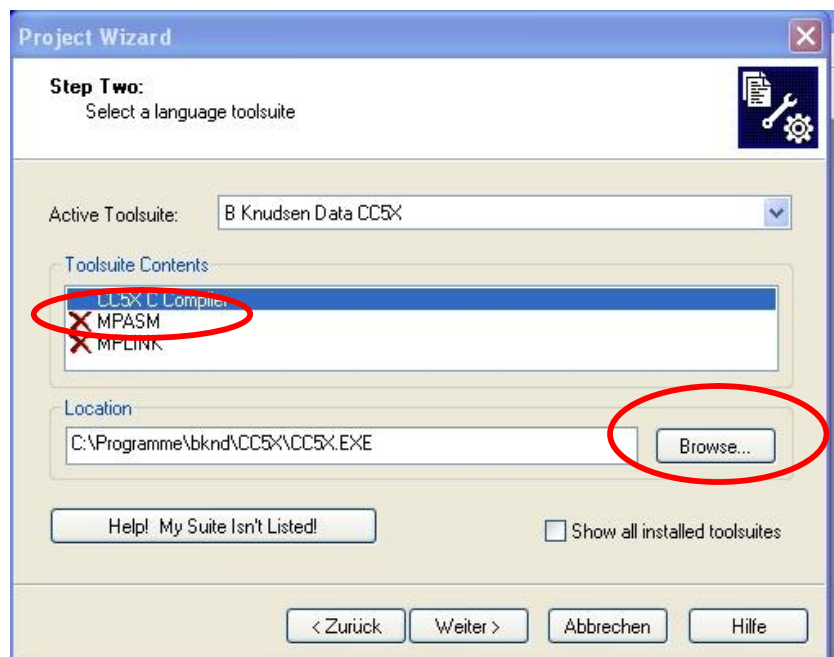 Project Wizard
Step Two:
Select a language toolsuite
Active Toolsuite:
B Knudsen Data CC5X
Toolsuite Contents
CC5X C Compiler
MPASM
MPLINK
Location
C:\Programme\bknd\CC5X\CC5X.EXE
Browse...
Help! My Suite Isn't Listed!
Show all installed toolsuites
< Zurück
Weiter >
Abbrechen
Hilfe